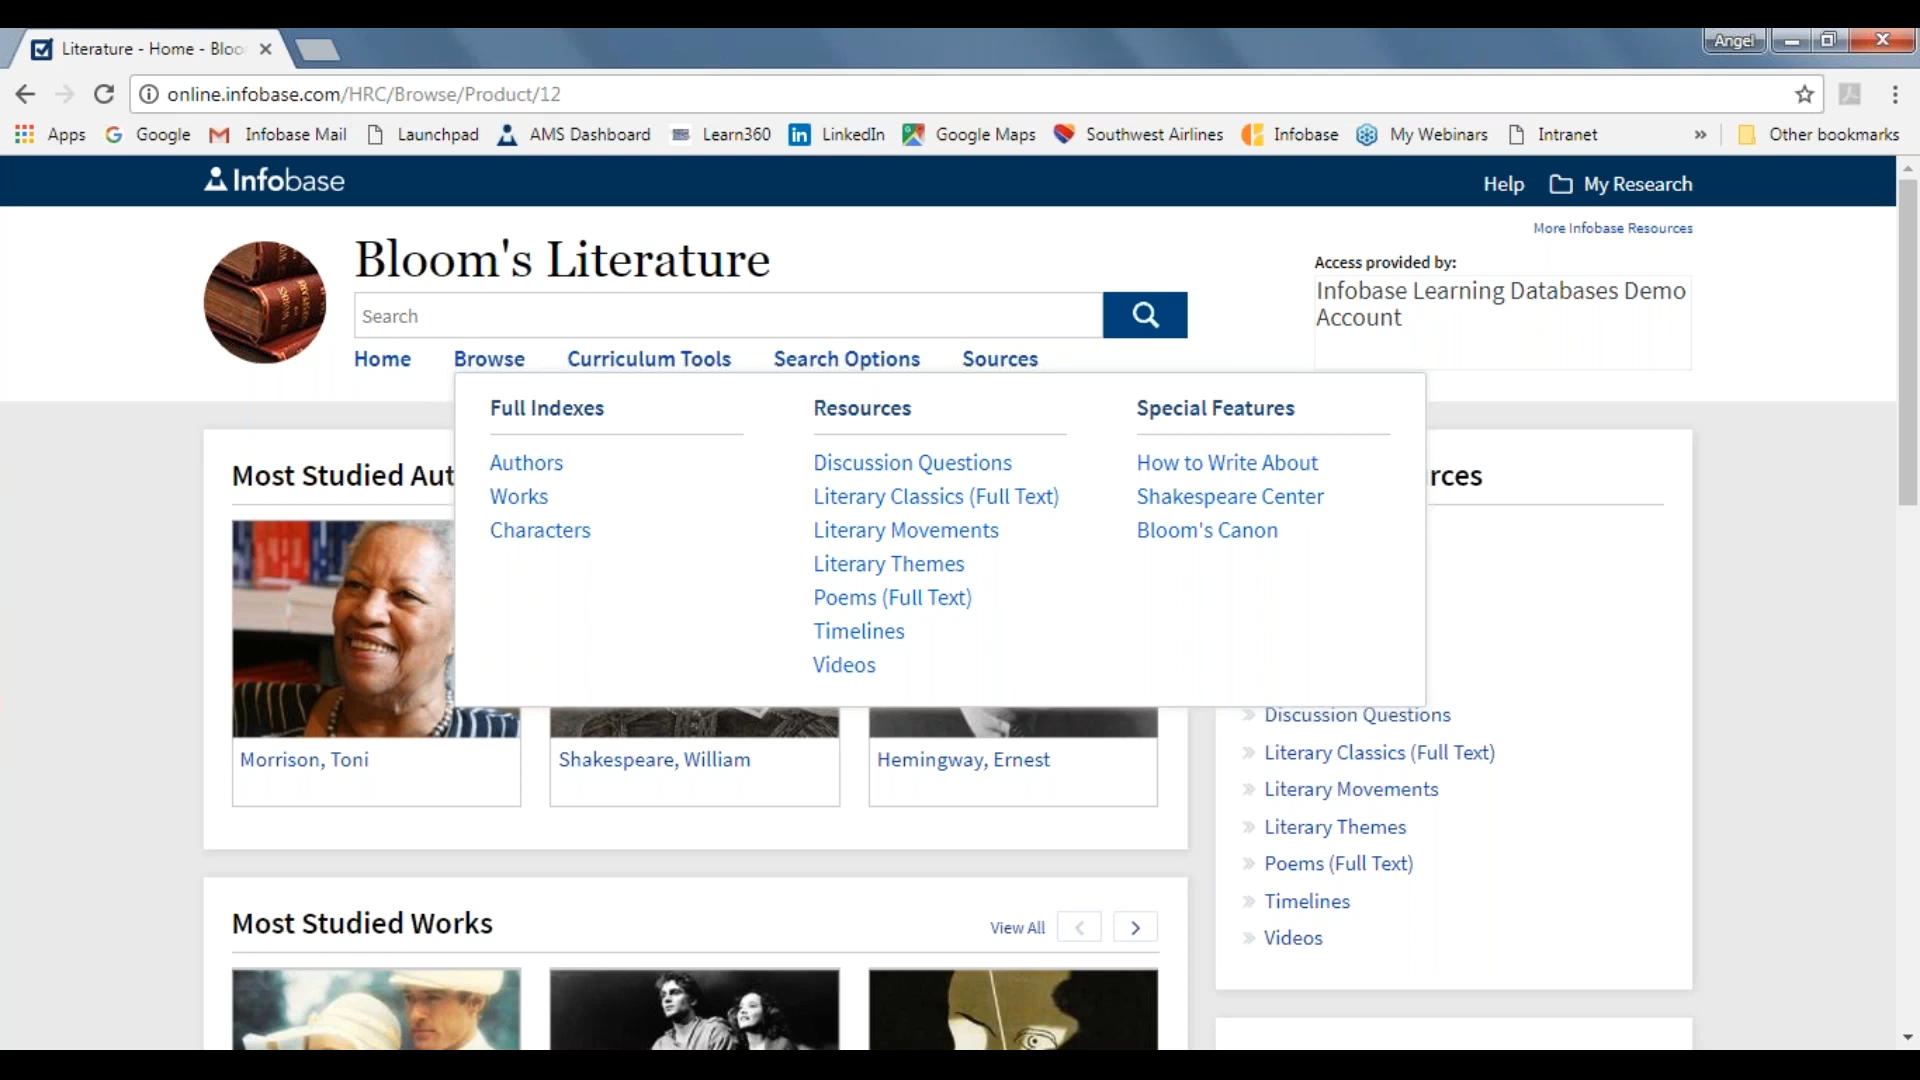 Literature - Home - Bloo
Angel
online.infobase.com/HRC/Browse/Product/12
Apps Google Infobase Mail Launchpad AMS Dashboard Learn360 LinkedIn Google Maps Southwest Airlines Infobase My Webinars Intranet » Other bookmarks
Infobase
Help My Research
More Infobase Resources
Bloom's Literature
Access provided by:
Infobase Learning Databases Demo
Account
Search
Home Browse Curriculum Tools Search Options Sources
Full Indexes
Authors
Works
Characters
Resources
Discussion Questions
Literary Classics (Full Text)
Literary Movements
Literary Themes
Poems (Full Text)
Timelines
Videos
Special Features
How to Write About
Shakespeare Center
Bloom's Canon
Most Studied Aut
rces
Morrison, Toni
Shakespeare, William
Hemingway, Ernest
Discussion Questions
Literary Classics (Full Text)
Literary Movements
Literary Themes
Poems (Full Text)
Timelines
Videos
Most Studied Works
View All